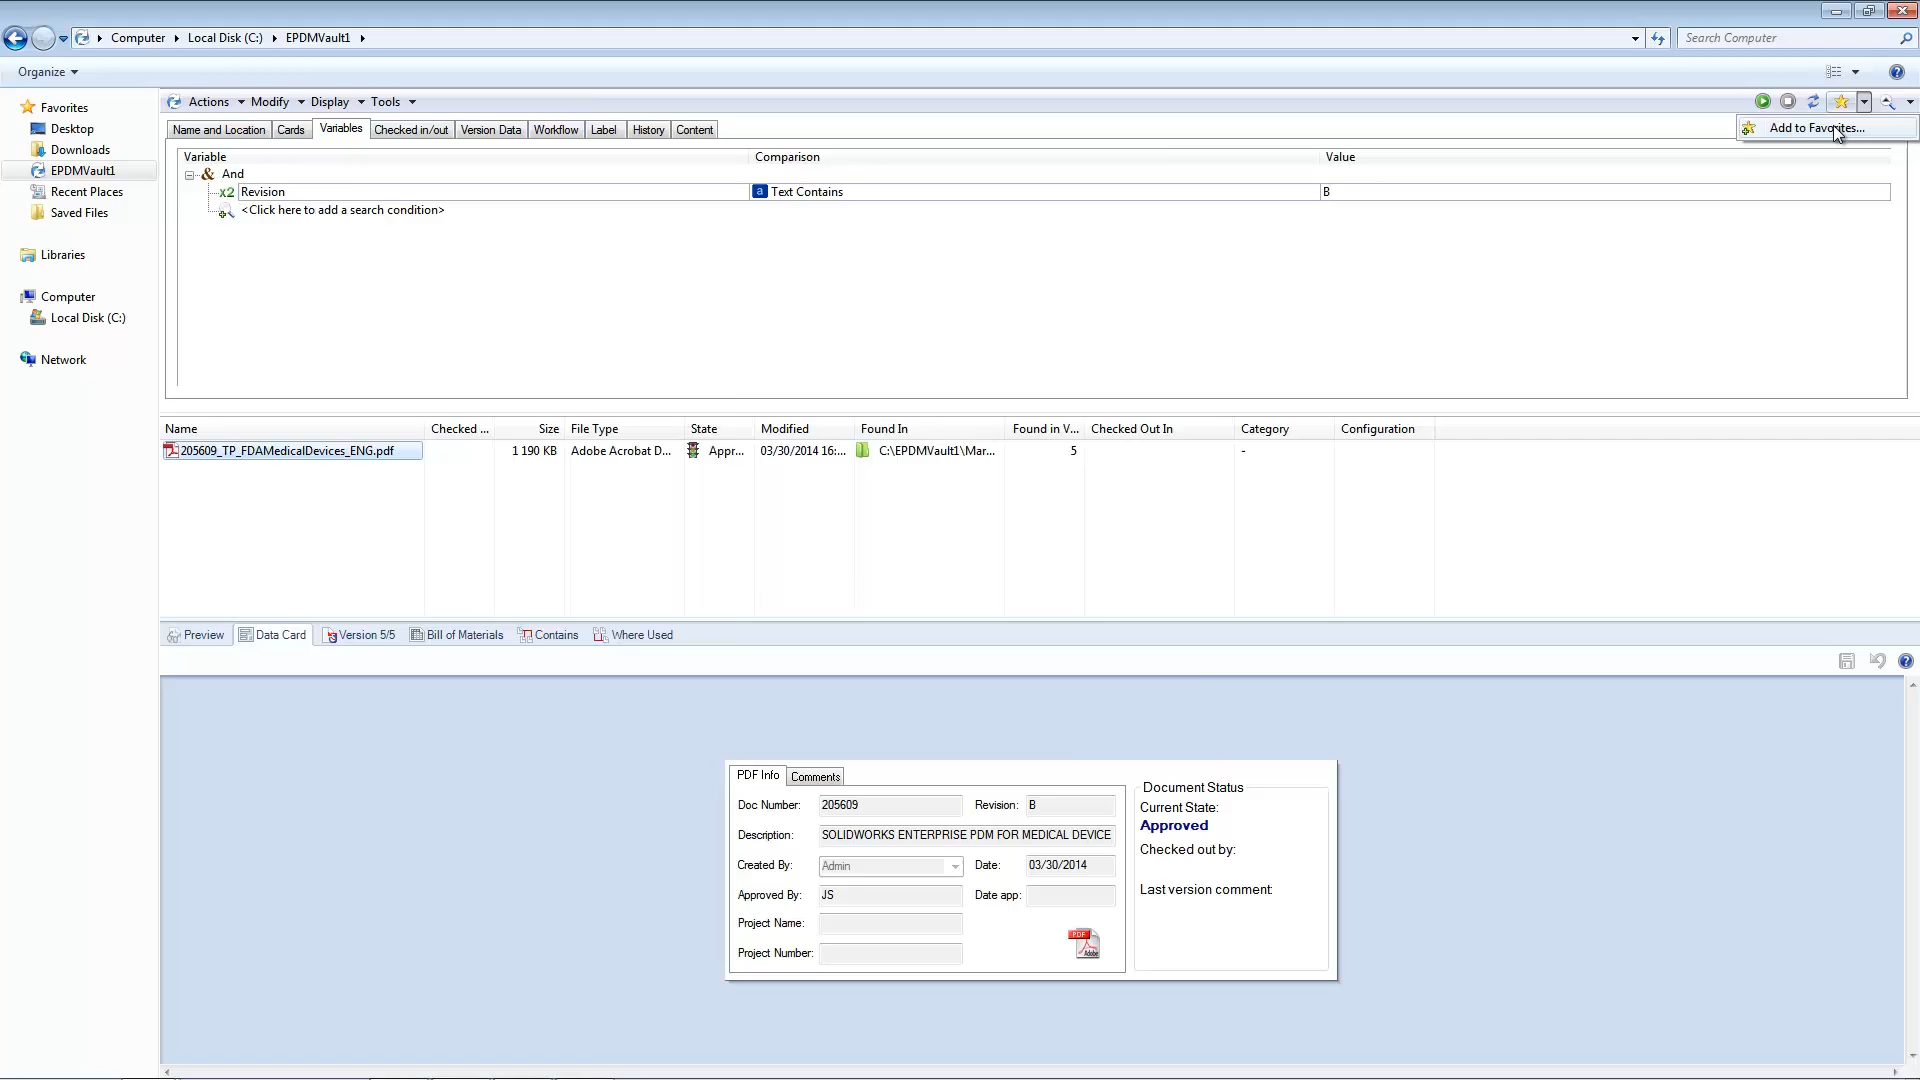 Computer Local Disk (C:) EPDMVault1 Search Computer
Organize
Favorites
Desktop
Downloads
EPDMVault1
Recent Places
Saved Files
Libraries
Computer
Local Disk (C:)
Network
Actions Modify Display Tools
Add to Favorites...
Name and Location Cards Variables Checked in/out Version Data Workflow Label History Content
Variable Comparison Value
& And
x2 Revision a Text Contains B
<Click here to add a search condition>
Name Checked ... Size File Type State Modified Found In Found in V... Checked Out In Category Configuration
205609_TP_FDAMedicalDevices_ENG.pdf 1 190 KB Adobe Acrobat D... Appr... 03/30/2014 16:... C:\EPDMVault1\Mar... 5 -
Preview Data Card Version 5/5 Bill of Materials Contains Where Used
PDF Info Comments
Doc Number: 205609 Revision: B
Description: SOLIDWORKS ENTERPRISE PDM FOR MEDICAL DEVICE
Created By: Admin Date: 03/30/2014
Approved By: JS Date app:
Project Name:
Project Number:
PDF
Adobe
Document Status
Current State:
Approved
Checked out by:
Last version comment: